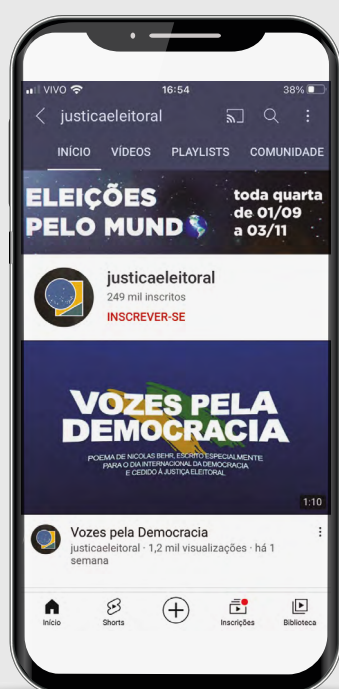 VIVO 16:54 38%
justicaeleitoral
INÍCIO VÍDEOS PLAYLISTS COMUNIDADE
ELEIÇÕES
PELO MUNDO
toda quarta
de 01/09
a 03/11
justicaeleitoral
249 mil inscritos
INSCREVER-SE
VOZES PELA
DEMOCRACIA
POEMA DE NICOLAS BEHR, ESCRITO ESPECIALMENTE
PARA O DIA INTERNACIONAL DA DEMOCRACIA
E CEDIDO À JUSTIÇA ELEITORAL
1:10
Vozes pela Democracia
justicaeleitoral · 1,2 mil visualizações · há 1
semana
Início Shorts Inscrições Biblioteca